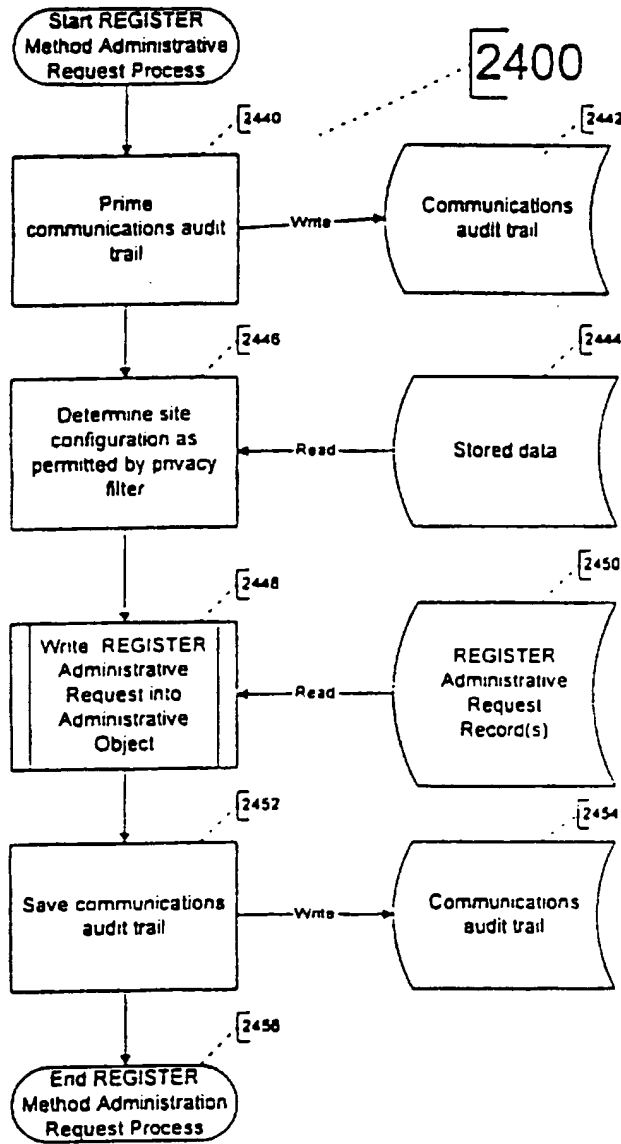 Start REGISTER
Method Administrative
Request Process
2400
2440
2442
Prime
communications audit
trail
Write
Communications
audit trail
2446
2444
Determine site
configuration as
permitted by privacy
filter
Read
Stored data
2448
2450
Write REGISTER
Administrative
Request into
Administrative
Object
Read
REGISTER
Administrative
Request
Record(s)
2452
2454
Save communications
audit trail
Write
Communications
audit trail
2456
End REGISTER
Method Administration
Request Process